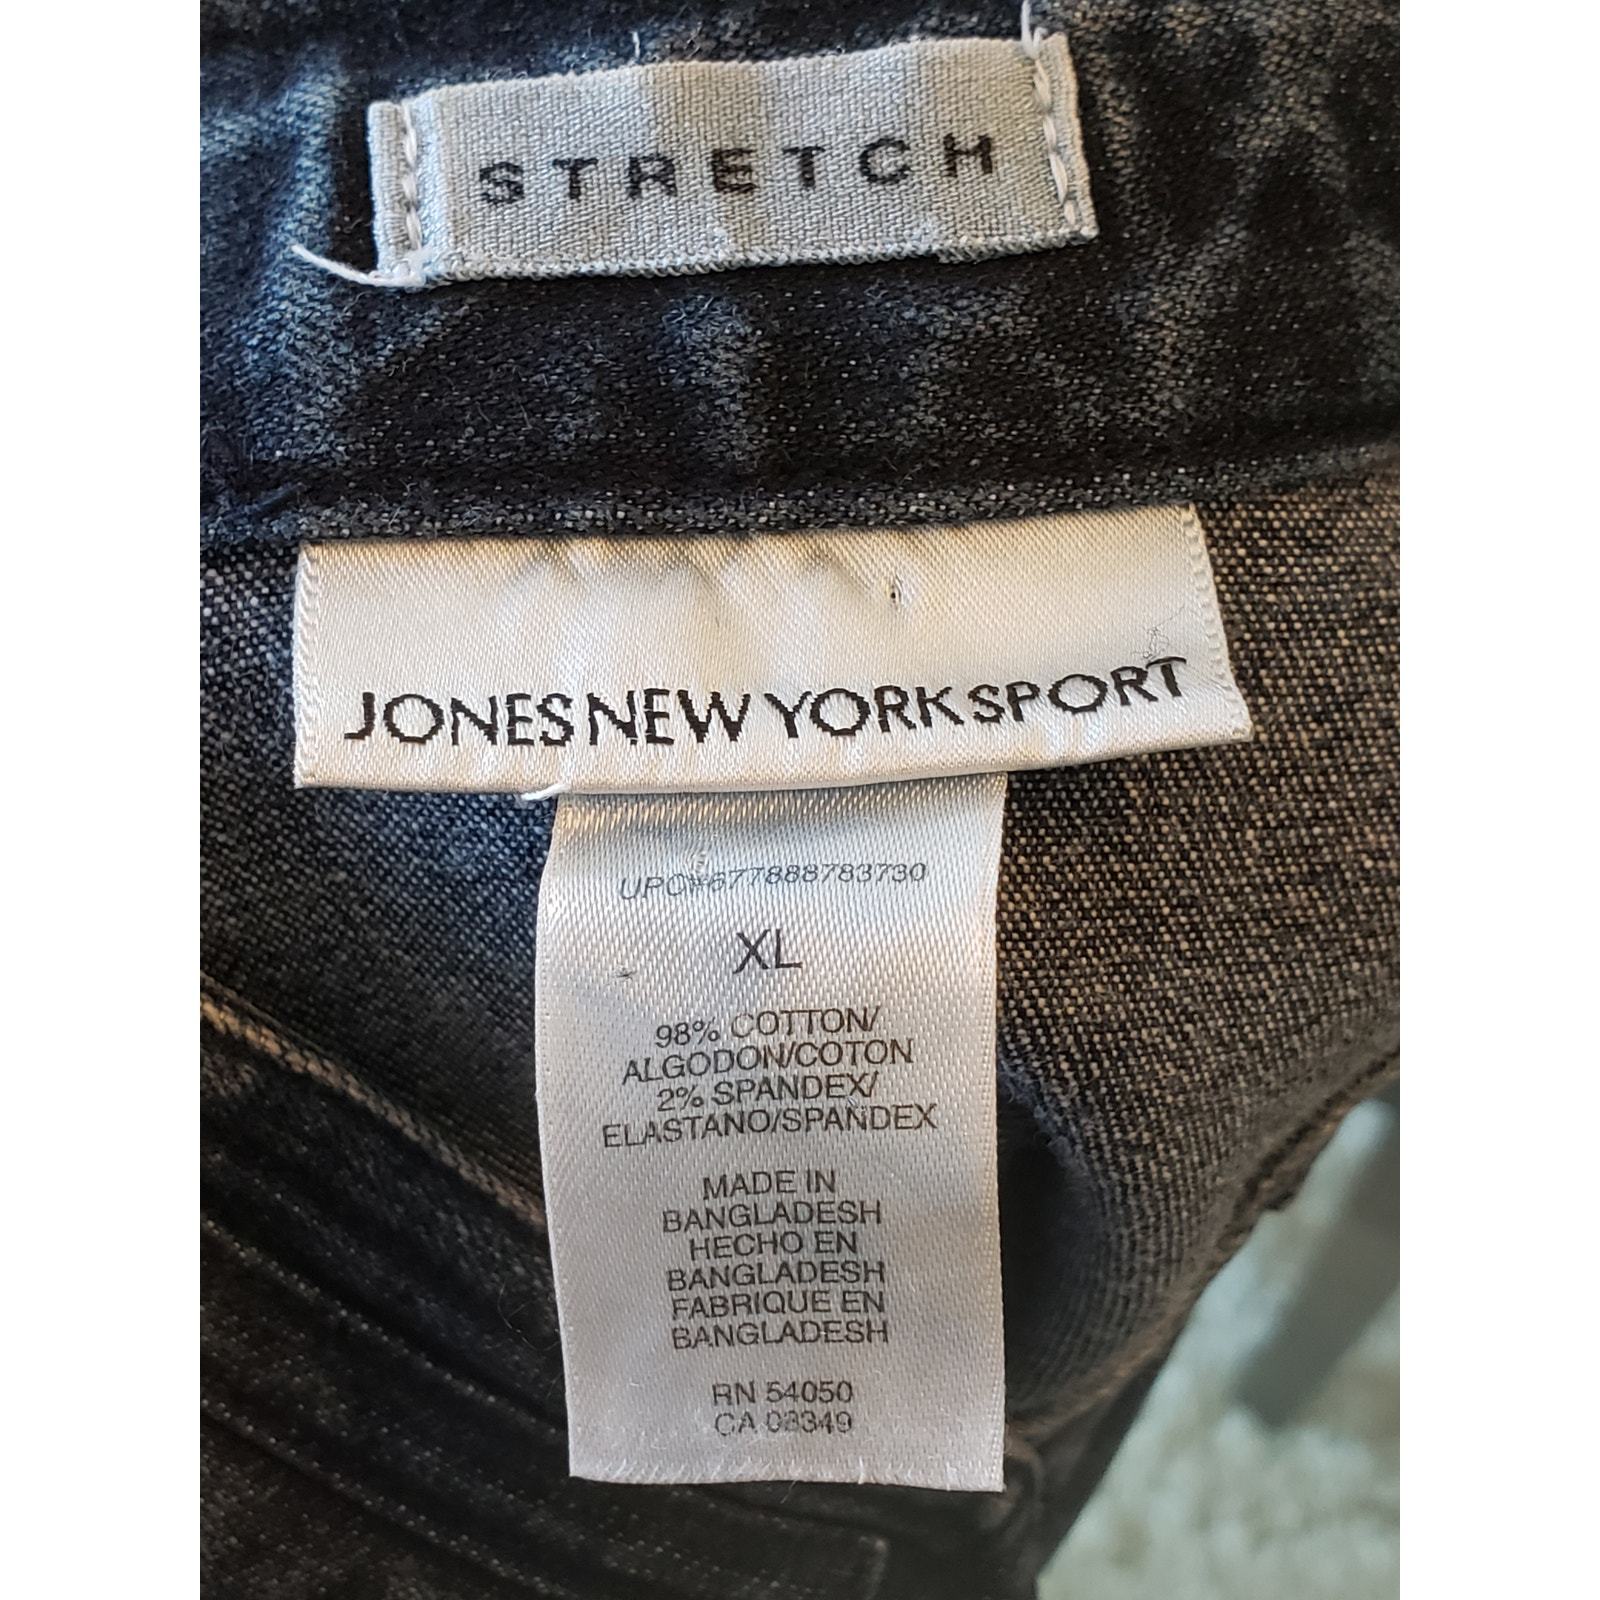 STRETCH
JONES NEW YORK SPORT
UPC#677888783730
XL
98% COTTON/
ALGODON/COTON
2% SPANDEX/
ELASTANO/SPANDEX
MADE IN
BANGLADESH
HECHO EN
BANGLADESH
FABRIQUE EN
BANGLADESH
RN 54050
CA 03349